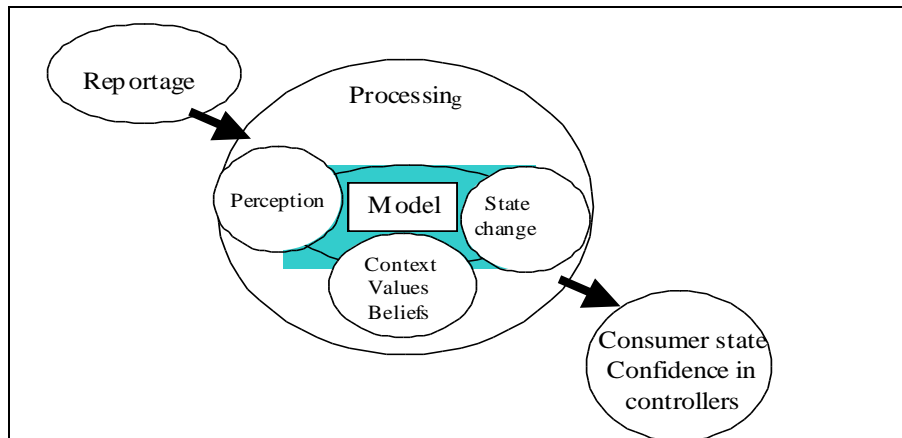 Reportage
Processing
Perception
Model
State
change
Context
Values
Beliefs
Consumer state
Confidence in
controllers